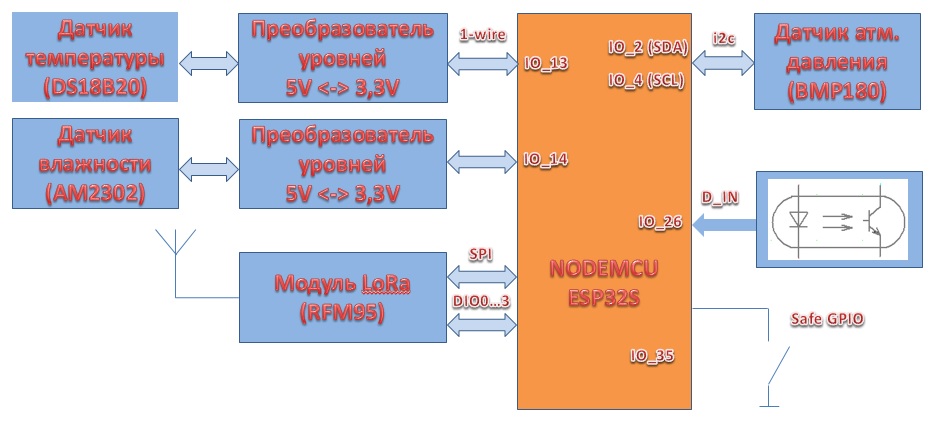 Датчик
температуры
(DS18B20)
Преобразователь
уровней
5V <-> 3,3V
1-wire
IO_13
IO_2 (SDA)
IO_4 (SCL)
i2c
Датчик атм.
давления
(BMP180)
Датчик
влажности
(AM2302)
Преобразователь
уровней
5V <-> 3,3V
IO_14
D_IN
IO_26
Модуль LoRa
(RFM95)
SPI
DIO0...3
NODEMCU
ESP32S
Safe GPIO
IO_35